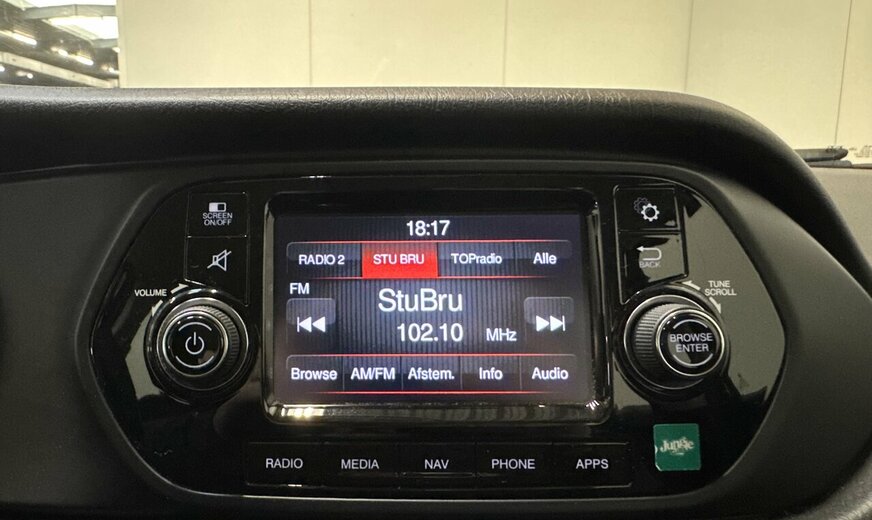 SCREEN
ON/OFF
18:17
RADIO 2 STU BRU TOPradio Alle
BACK
FM
VOLUME
TUNE
SCROLL
StuBru
102.10 MHz
BROWSE
ENTER
Browse AM/FM Afstem. Info Audio
Jungle
RADIO MEDIA NAV PHONE APPS